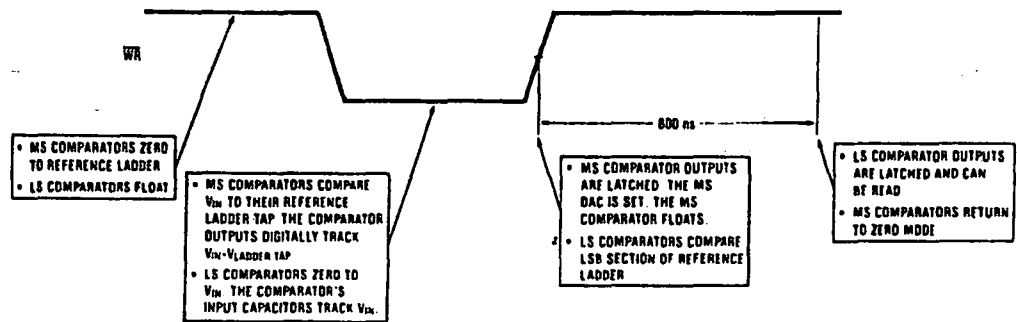 WR
600 ns
• MS COMPARATORS ZERO
TO REFERENCE LADDER
• LS COMPARATORS FLOAT
• MS COMPARATORS COMPARE
VIN TO THEIR REFERENCE
LADDER TAP THE COMPARATOR
OUTPUTS DIGITALLY TRACK
VIN-VLADDER TAP
• LS COMPARATORS ZERO TO
VIN. THE COMPARATOR'S
INPUT CAPACITORS TRACK VIN.
• MS COMPARATOR OUTPUTS
ARE LATCHED. THE MS
DAC IS SET. THE MS
COMPARATOR FLOATS.
• LS COMPARATORS COMPARE
LSB SECTION OF REFERENCE
LADDER
• LS COMPARATOR OUTPUTS
ARE LATCHED AND CAN
BE READ
• MS COMPARATORS RETURN
TO ZERO MODE